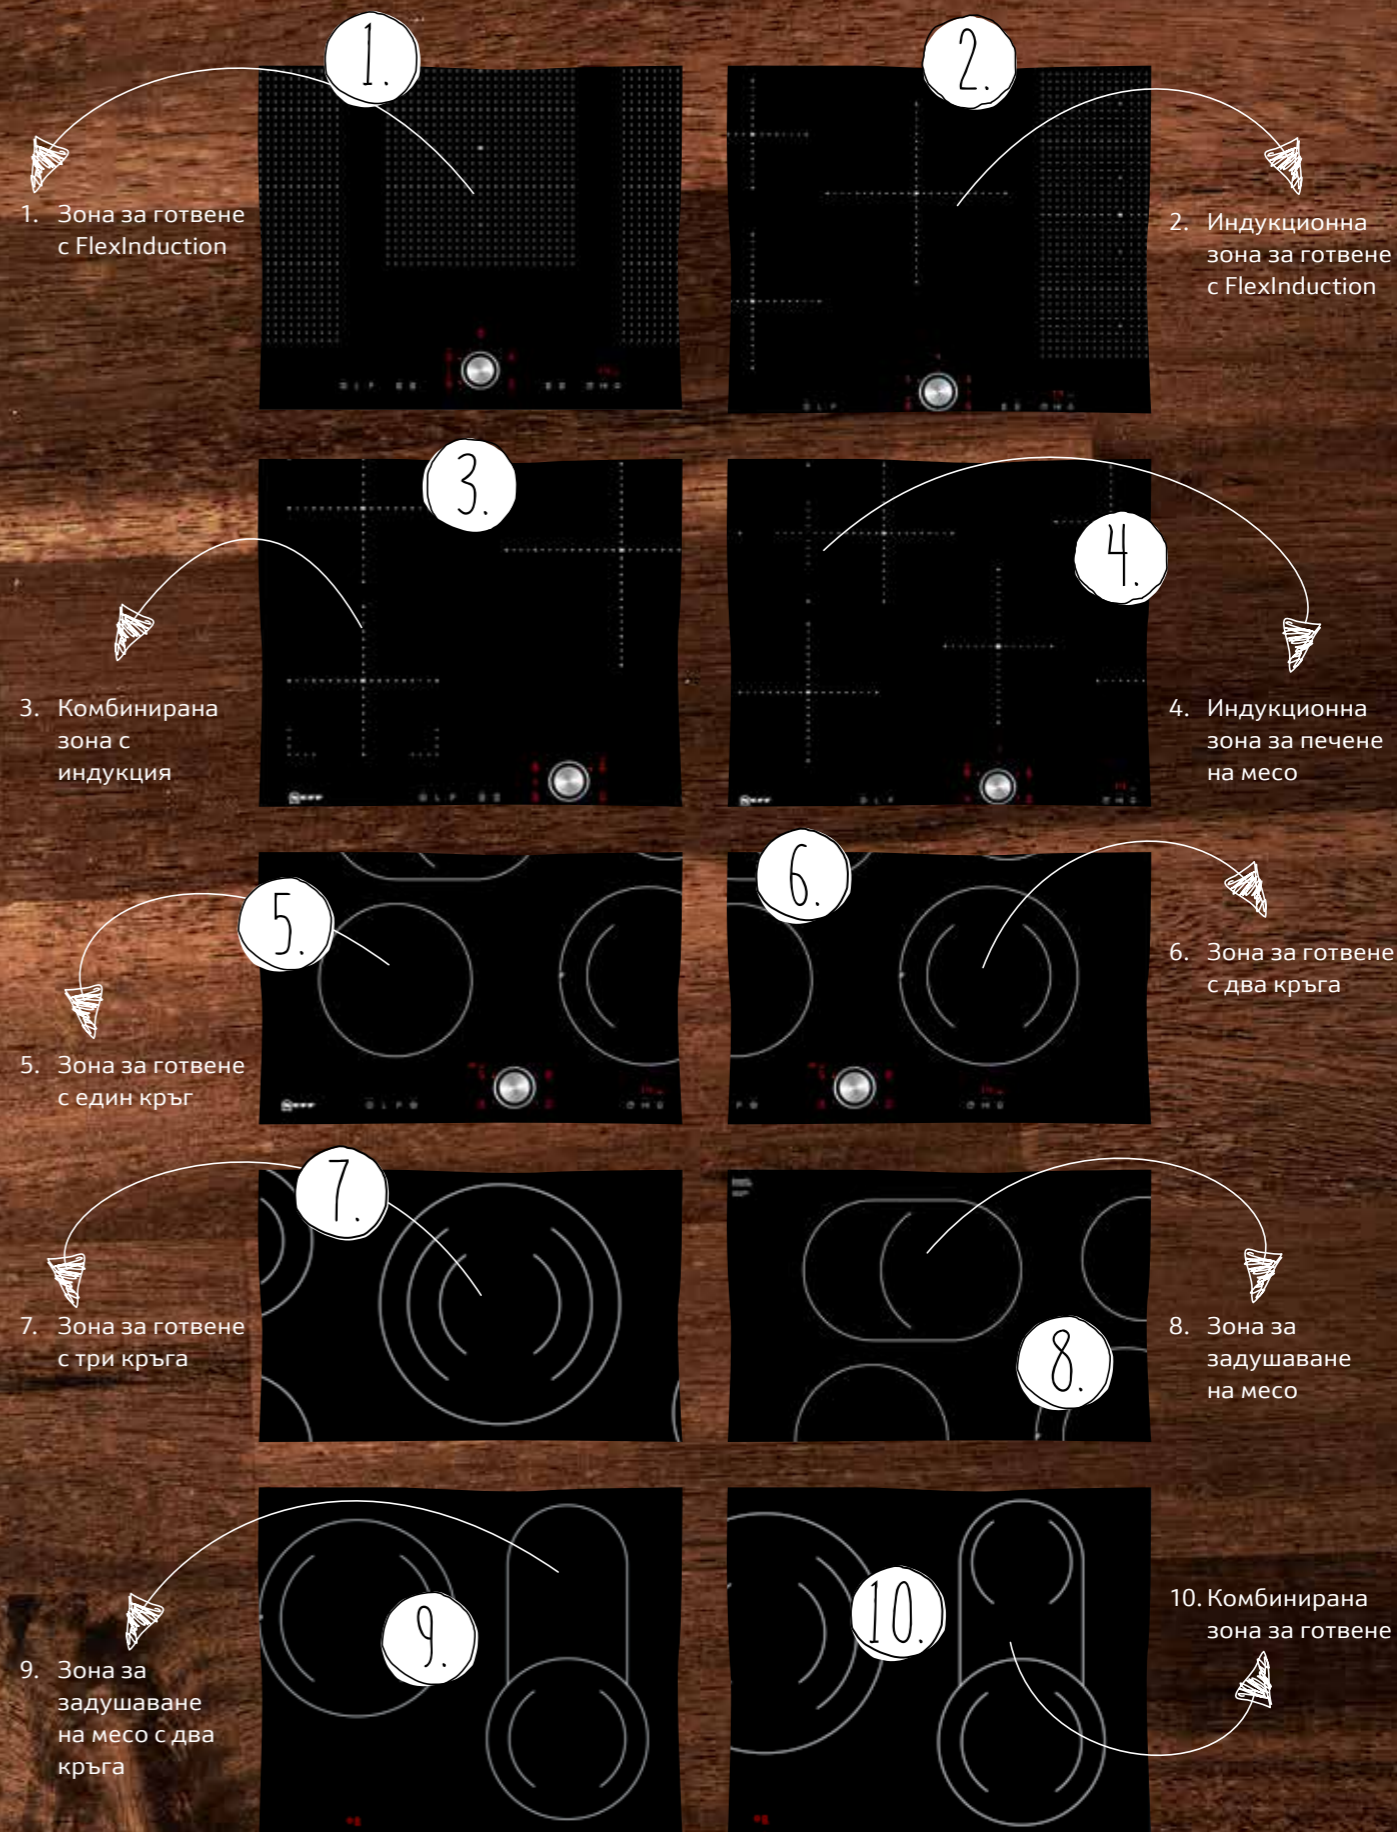 1.
2.
1. Зона за готвене
с FlexInduction
2. Индукционна
зона за готвене
с FlexInduction
3.
4.
3. Комбинирана
зона с
индукция
4. Индукционна
зона за печене
на месо
5.
6.
5. Зона за готвене
с един кръг
6. Зона за готвене
с два кръга
7.
8.
7. Зона за готвене
с три кръга
8. Зона за
задушаване
на месо
9.
10.
9. Зона за
задушаване
на месо с два
кръга
10. Комбинирана
зона за готвене